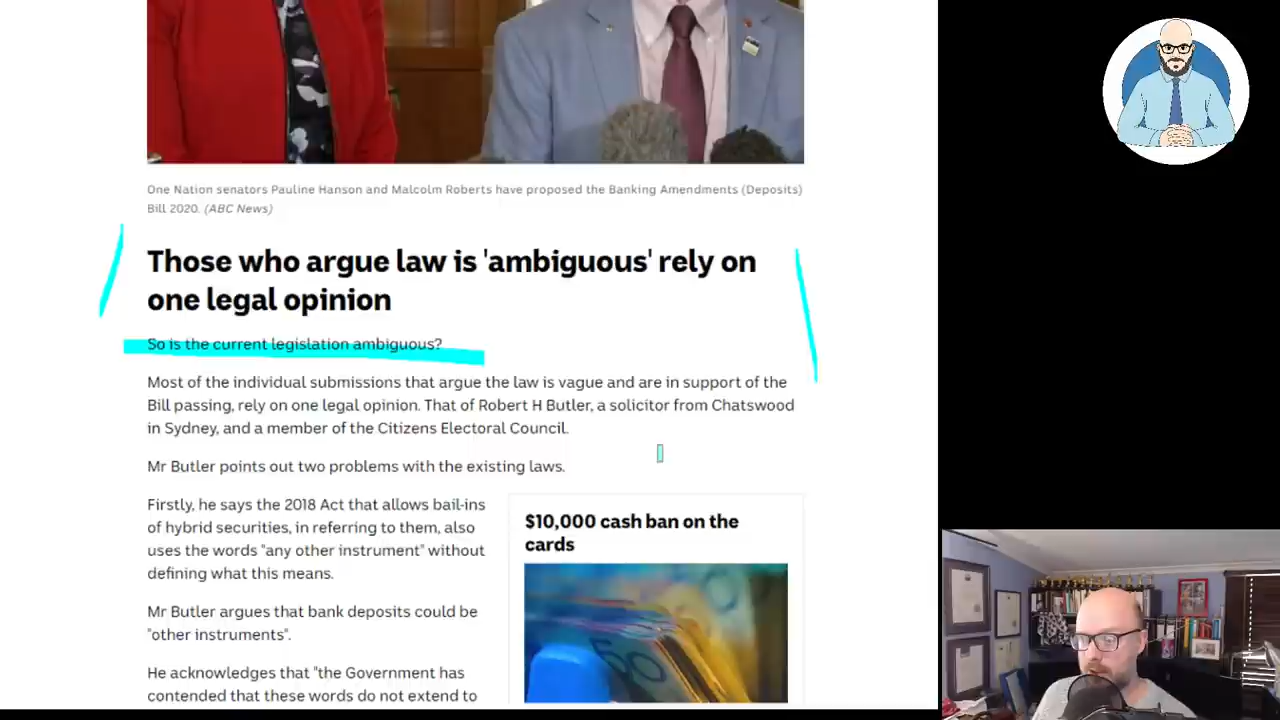 One Nation senators Pauline Hanson and Malcolm Roberts have proposed the Banking Amendments (Deposits)
Bill 2020. (ABC News)
Those who argue law is 'ambiguous' rely on
one legal opinion
So is the current legislation ambiguous?
Most of the individual submissions that argue the law is vague and are in support of the
Bill passing, rely on one legal opinion. That of Robert H Butler, a solicitor from Chatswood
in Sydney, and a member of the Citizens Electoral Council.
Mr Butler points out two problems with the existing laws.
Firstly, he says the 2018 Act that allows bail-ins
of hybrid securities, in referring to them, also
uses the words "any other instrument" without
defining what this means.
Mr Butler argues that bank deposits could be
"other instruments".
He acknowledges that "the Government has
contended that these words do not extend to
$10,000 cash ban on the
cards
50